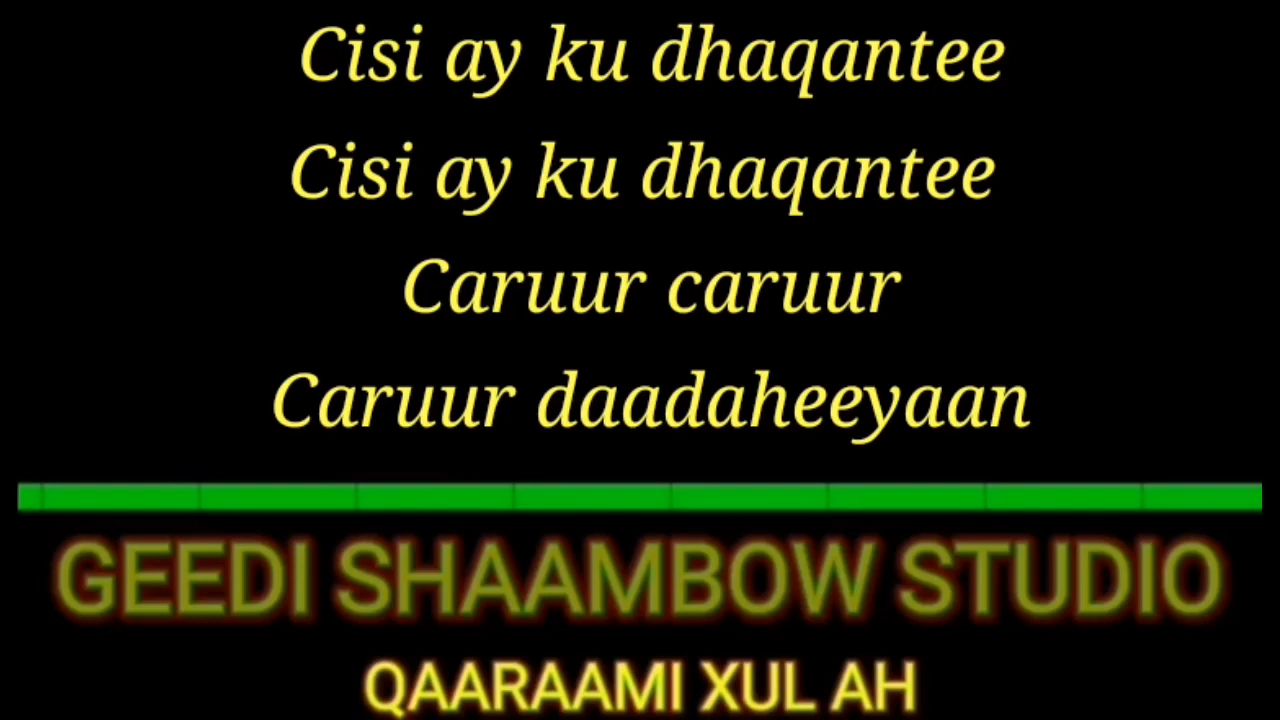 Cisi ay ku dhaqantee
Cisi ay ku dhaqantee
Caruur caruur
Caruur daadaheeyaan
GEEDI SHAAMBOW STUDIO
QAARAAMI XUL AH